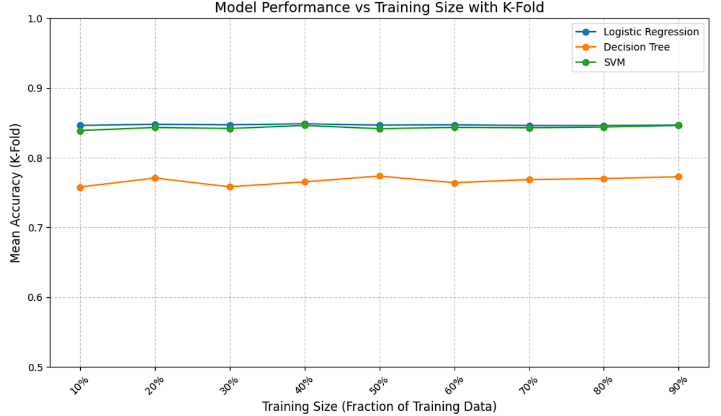 Model Performance vs Training Size with K-Fold
Logistic Regression
Decision Tree
SVM
Mean Accuracy (K-Fold)
1.0
0.9
0.8
0.7
0.6
0.5
10%
20%
30%
40%
50%
60%
70%
80%
90%
Training Size (Fraction of Training Data)